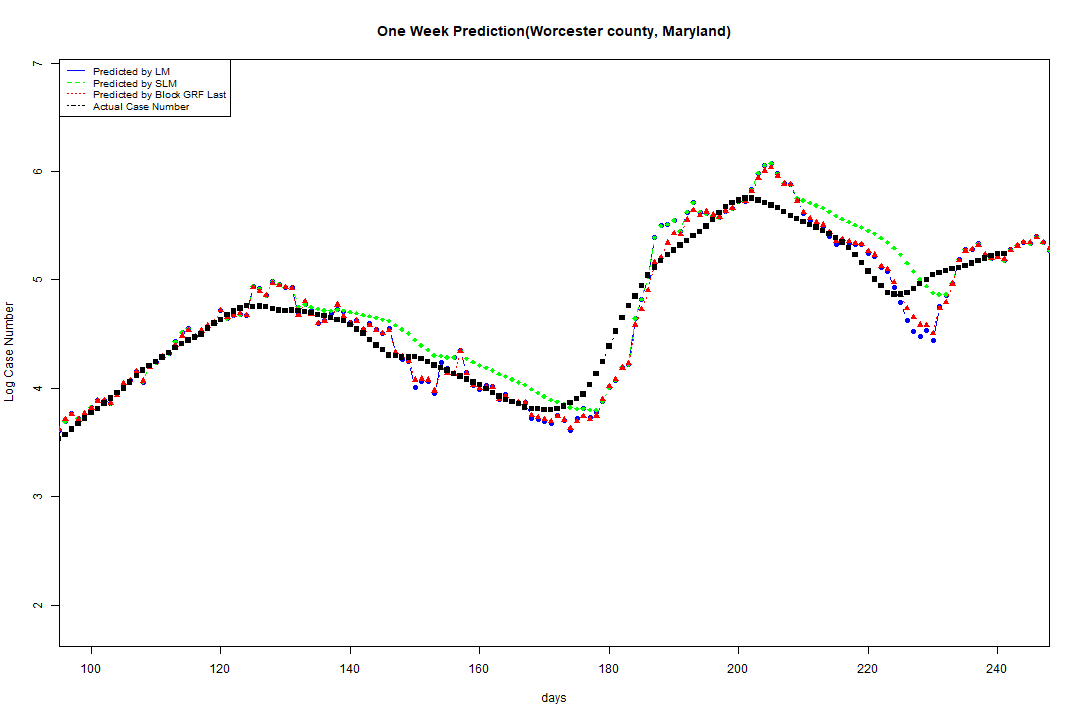 One Week Prediction(Worcester county, Maryland)
7
Predicted by LM
Predicted by SLM
Predicted by Block GRF Last
Actual Case Number
6
5
4
3
2
Log Case Number
100 120 140 160 180 200 220 240
days